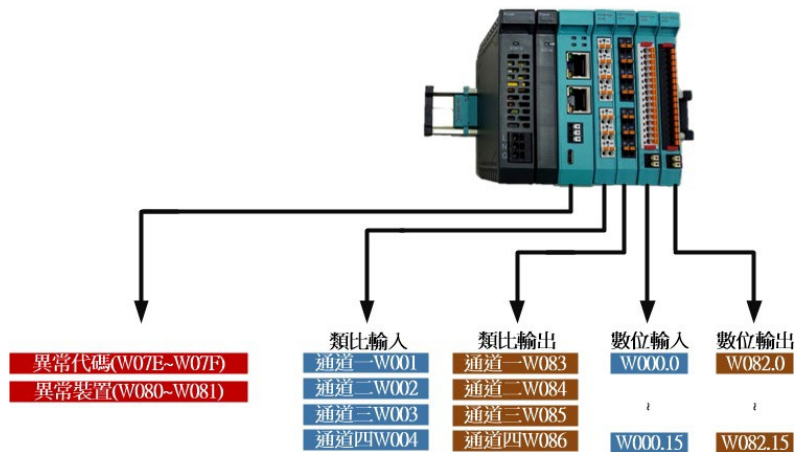 類比輸入 類比輸出 數位輸入 數位輸出
異常代碼(W07E~W07F) 通道一W001 通道一W083 W000.0 W082.0
異常裝置(W080~W081) 通道二W002 通道二W084
通道三W003 通道三W085 ~ ~
通道四W004 通道四W086 W000.15 W082.15